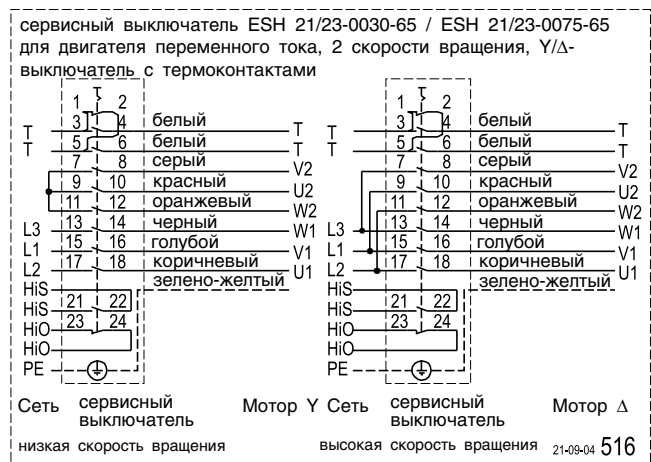 сервисный выключатель ESH 21/23-0030-65 / ESH 21/23-0075-65
для двигателя переменного тока, 2 скорости вращения, Y/Δ-
выключатель с термоконтактами
1 2
T 3 4 белый T
T 5 6 белый T
7 8 серый V2
9 10 красный U2
11 12 оранжевый W2
L3 13 14 черный W1
L1 15 16 голубой V1
L2 17 18 коричневый U1
HiS зелено-желтый
HiS 21 22
HiO 23 24
HiO
PE
Сеть сервисный выключатель Мотор Y
низкая скорость вращения
1 2
T 3 4 белый T
T 5 6 белый T
7 8 серый V2
9 10 красный U2
11 12 оранжевый W2
L3 13 14 черный W1
L1 15 16 голубой V1
L2 17 18 коричневый U1
HiS зелено-желтый
HiS 21 22
HiO 23 24
HiO
PE
Сеть сервисный выключатель Мотор Δ
высокая скорость вращения
21-09-04 516